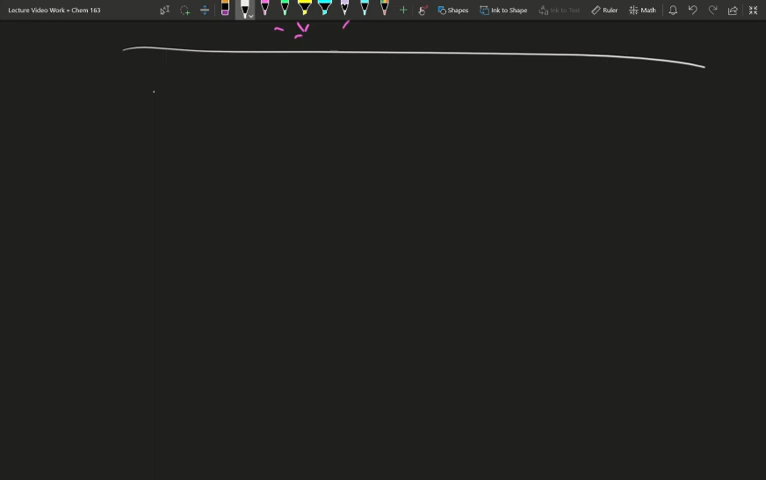 Lecture Video Work » Chem 163
Shapes Ink to Shape Ink to Text Ruler Math